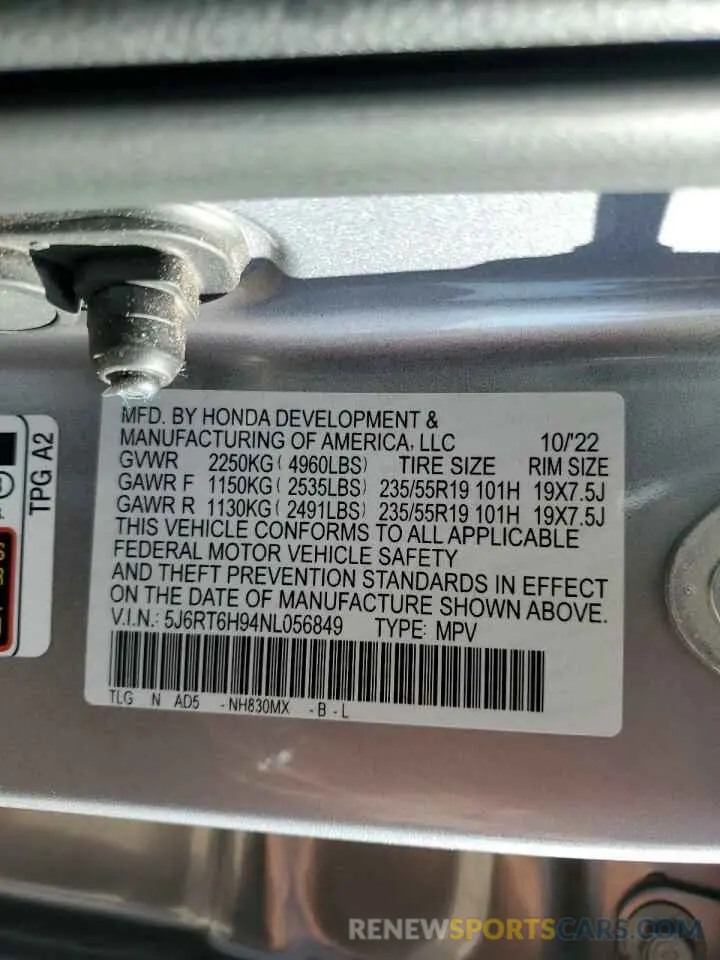 MFD. BY HONDA DEVELOPMENT &
MANUFACTURING OF AMERICA, LLC 10/'22
GVWR 2250KG ( 4960LBS) TIRE SIZE RIM SIZE
GAWR F 1150KG ( 2535LBS) 235/55R19 101H 19X7.5J
GAWR R 1130KG ( 2491LBS) 235/55R19 101H 19X7.5J
THIS VEHICLE CONFORMS TO ALL APPLICABLE
FEDERAL MOTOR VEHICLE SAFETY
AND THEFT PREVENTION STANDARDS IN EFFECT
ON THE DATE OF MANUFACTURE SHOWN ABOVE.
V.I.N.: 5J6RT6H94NL056849 TYPE: MPV
TLG N AD5 -NH830MX -B-L
TPG A2
RENEWSPORTSCARS.COM